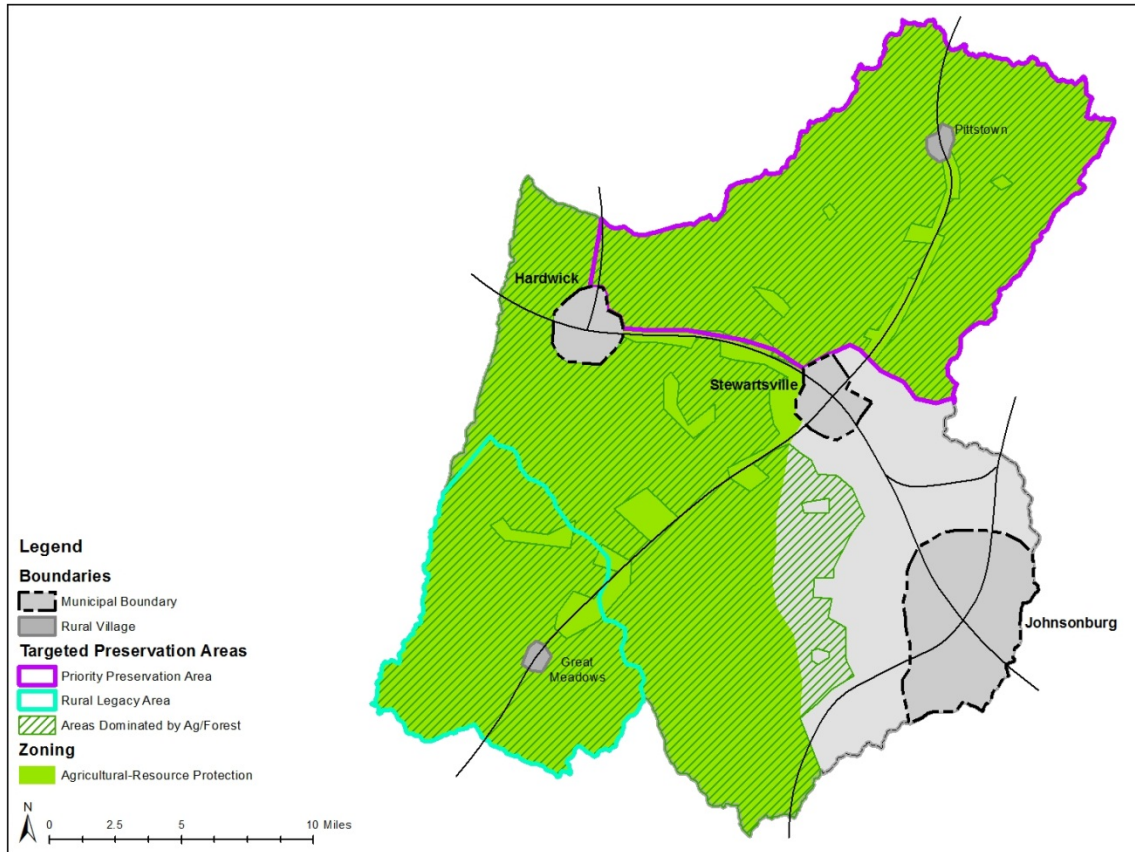 Pittstown
Hardwick
Stewartsville
Johnsonburg
Great
Meadows
Legend
Boundaries
Municipal Boundary
Rural Village
Targeted Preservation Areas
Priority Preservation Area
Rural Legacy Area
Areas Dominated by Ag/Forest
Zoning
Agricultural-Resource Protection
N
0 2.5 5 10 Miles